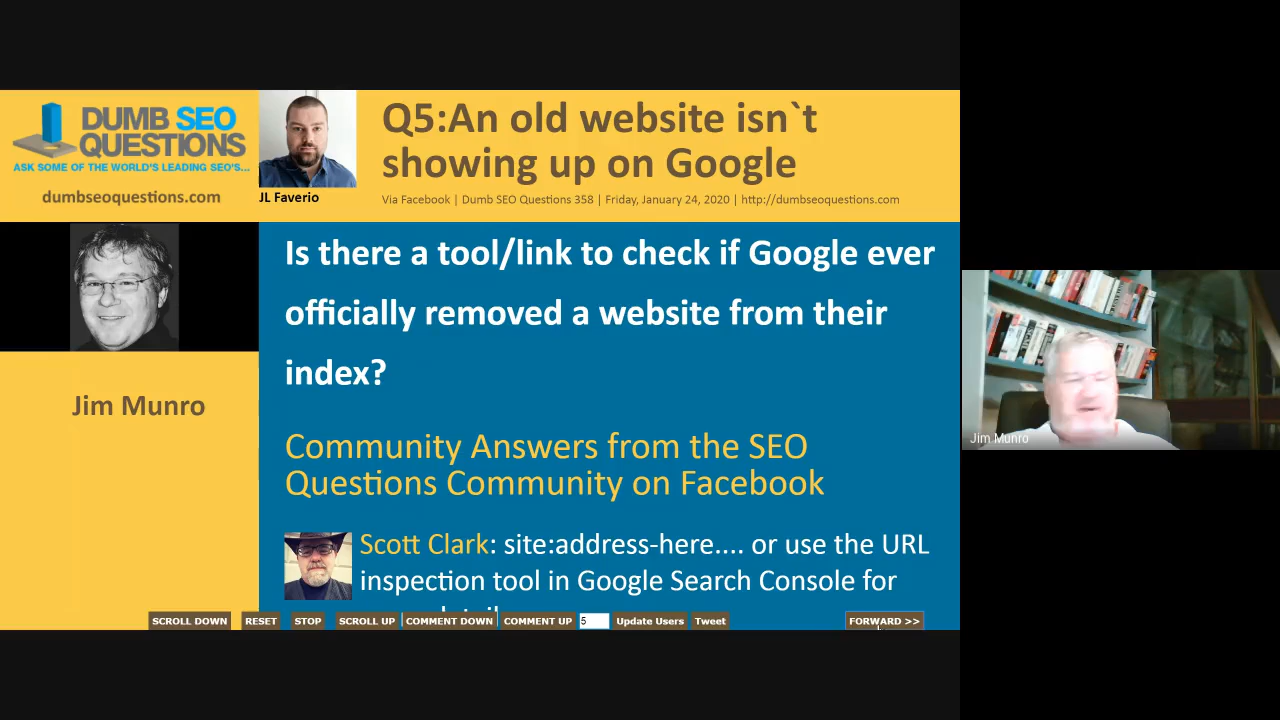 DUMB SEO
QUESTIONS
ASK SOME OF THE WORLD'S LEADING SEO'S...
dumbseoquestions.com
JL Faverio
Q5:An old website isn`t
showing up on Google
Via Facebook | Dumb SEO Questions 358 | Friday, January 24, 2020 | http://dumbseoquestions.com
Jim Munro
Is there a tool/link to check if Google ever
officially removed a website from their
index?
Community Answers from the SEO
Questions Community on Facebook
Scott Clark: site:address-here.... or use the URL
inspection tool in Google Search Console for
SCROLL DOWN RESET STOP SCROLL UP COMMENT DOWN COMMENT UP 5 Update Users Tweet FORWARD >>
Jim Munro